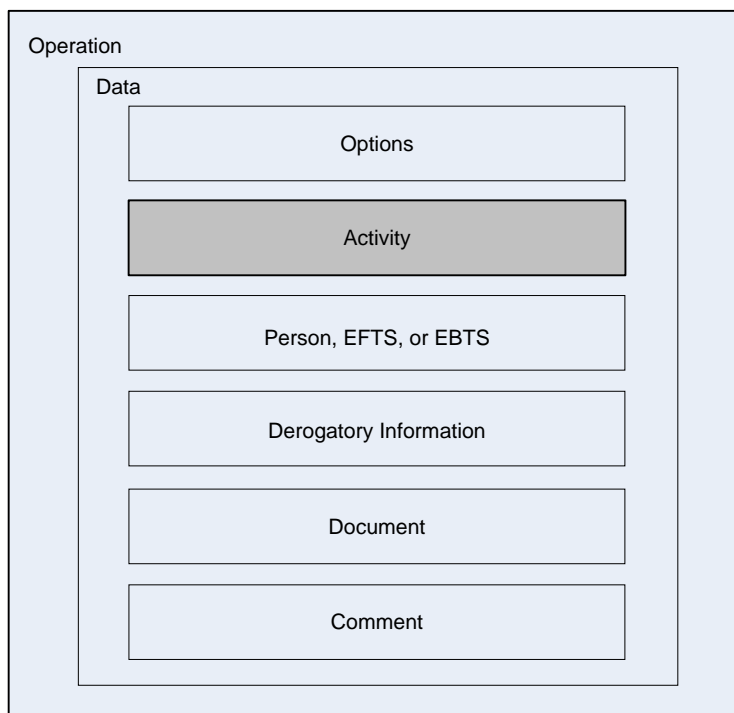 Operation
Data
Options
Activity
Person, EFTS, or EBTS
Derogatory Information
Document
Comment